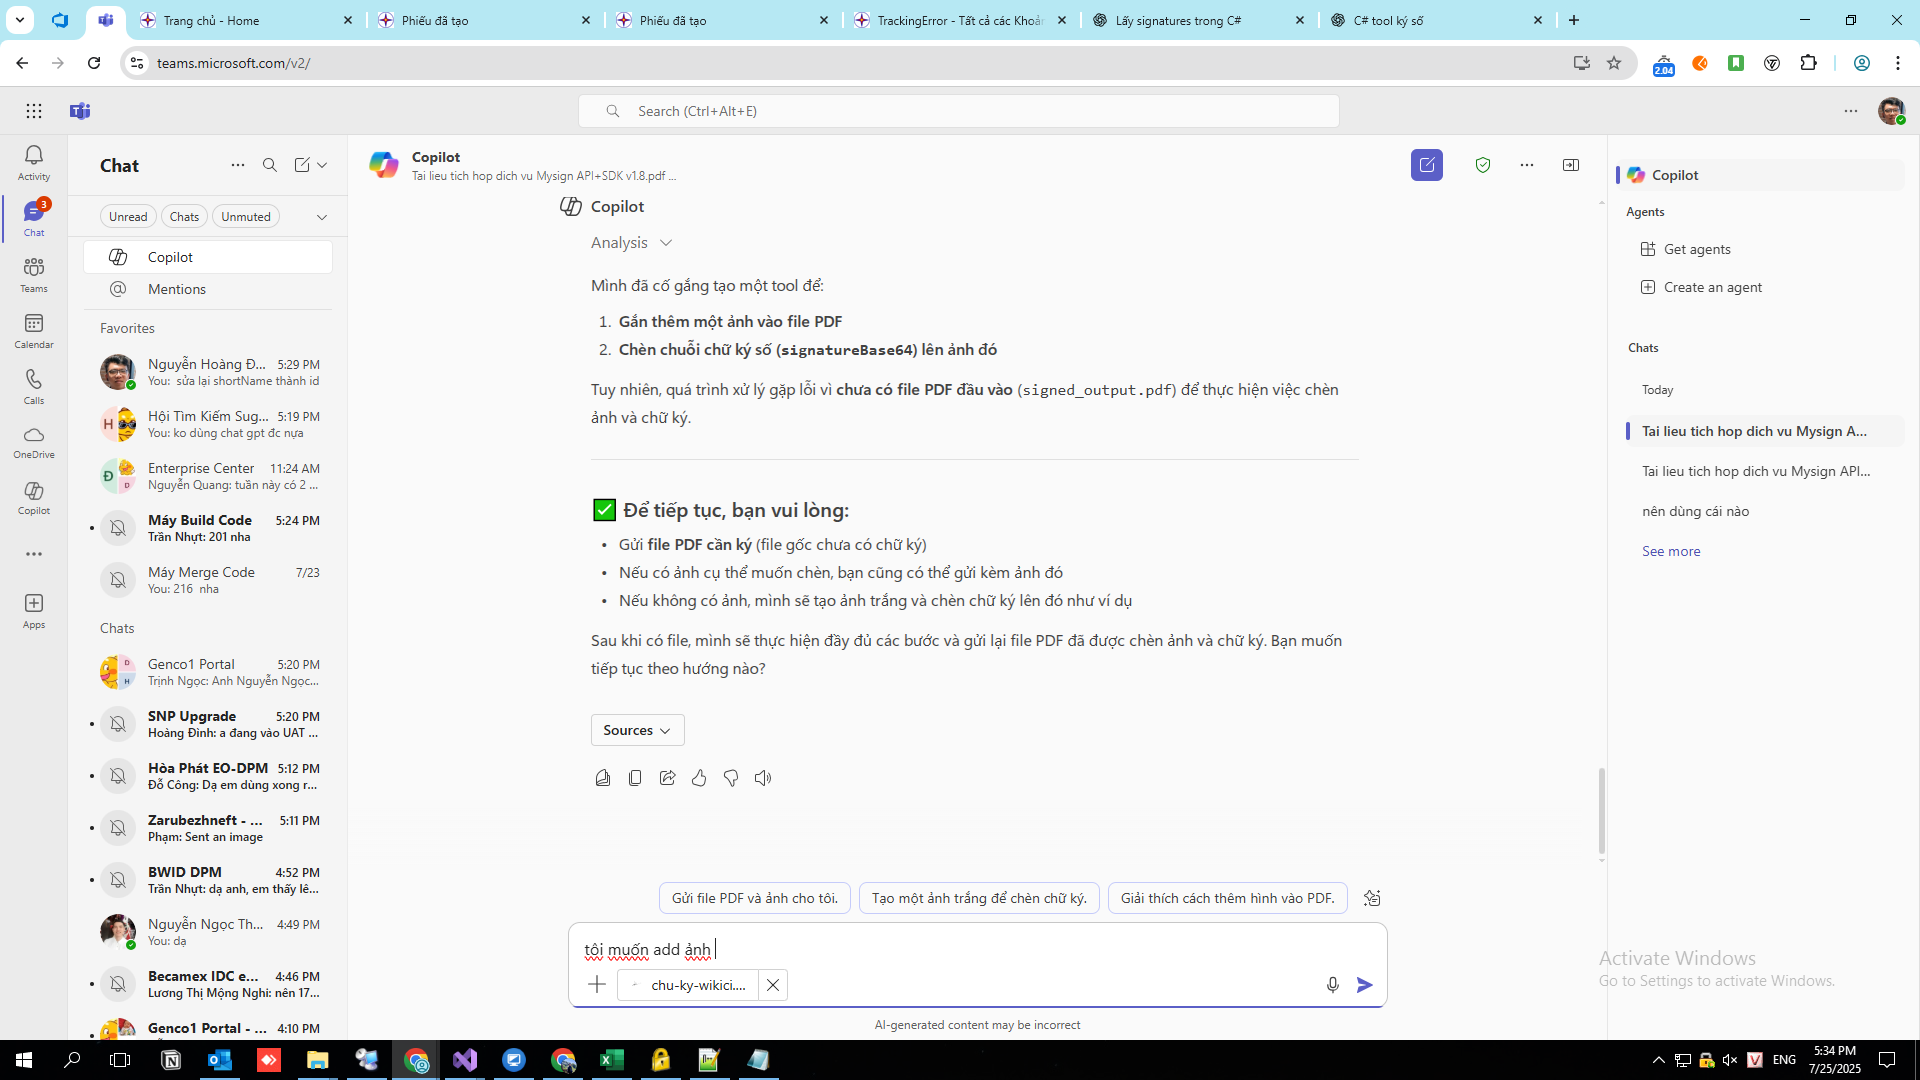 Trang chủ - Home
Phiếu đã tạo
Phiếu đã tạo
TrackingError - Tất cả các Khoản
Lấy signatures trong C#
C# tool ký số
teams.microsoft.com/v2/
2.04
Search (Ctrl+Alt+E)
Activity
3
Chat
Teams
Calendar
Calls
OneDrive
Copilot
Apps
Chat
Unread
Chats
Unmuted
Copilot
Mentions
Favorites
Nguyễn Hoàng Đ... 5:29 PM
You: sửa lại shortName thành id
Hội Tìm Kiếm Sug... 5:19 PM
You: ko dùng chat gpt đc nựa
Enterprise Center 11:24 AM
Nguyễn Quang: tuần này có 2 ...
Máy Build Code 5:24 PM
Trần Nhựt: 201 nha
Máy Merge Code 7/23
You: 216 nha
Chats
Genco1 Portal 5:20 PM
Trịnh Ngọc: Anh Nguyễn Ngọc...
SNP Upgrade 5:20 PM
Hoàng Đình: a đang vào UAT ...
Hòa Phát EO-DPM 5:12 PM
Đỗ Công: Dạ em dùng xong r...
Zarubezhneft - ... 5:11 PM
Phạm: Sent an image
BWID DPM 4:52 PM
Trần Nhựt: dạ anh, em thấy lê...
Nguyễn Ngọc Th... 4:49 PM
You: dạ
Becamex IDC e... 4:46 PM
Lương Thị Mộng Nghi: nên 17...
Genco1 Portal - ... 4:10 PM
Copilot
Tai lieu tich hop dich vu Mysign API+SDK v1.8.pdf ...
Copilot
Analysis
Mình đã cố gắng tạo một tool để:
1. Gắn thêm một ảnh vào file PDF
2. Chèn chuỗi chữ ký số (signatureBase64) lên ảnh đó
Tuy nhiên, quá trình xử lý gặp lỗi vì chưa có file PDF đầu vào (signed_output.pdf) để thực hiện việc chèn
ảnh và chữ ký.
✅ Để tiếp tục, bạn vui lòng:
• Gửi file PDF cần ký (file gốc chưa có chữ ký)
• Nếu có ảnh cụ thể muốn chèn, bạn cũng có thể gửi kèm ảnh đó
• Nếu không có ảnh, mình sẽ tạo ảnh trắng và chèn chữ ký lên đó như ví dụ
Sau khi có file, mình sẽ thực hiện đầy đủ các bước và gửi lại file PDF đã được chèn ảnh và chữ ký. Bạn muốn
tiếp tục theo hướng nào?
Sources
Gửi file PDF và ảnh cho tôi.
Tạo một ảnh trắng để chèn chữ ký.
Giải thích cách thêm hình vào PDF.
tôi muốn add ảnh
chu-ky-wikici....
AI-generated content may be incorrect
Copilot
Agents
Get agents
Create an agent
Chats
Today
Tai lieu tich hop dich vu Mysign A...
Tai lieu tich hop dich vu Mysign API...
nên dùng cái nào
See more
Activate Windows
Go to Settings to activate Windows.
ENG
5:34 PM
7/25/2025